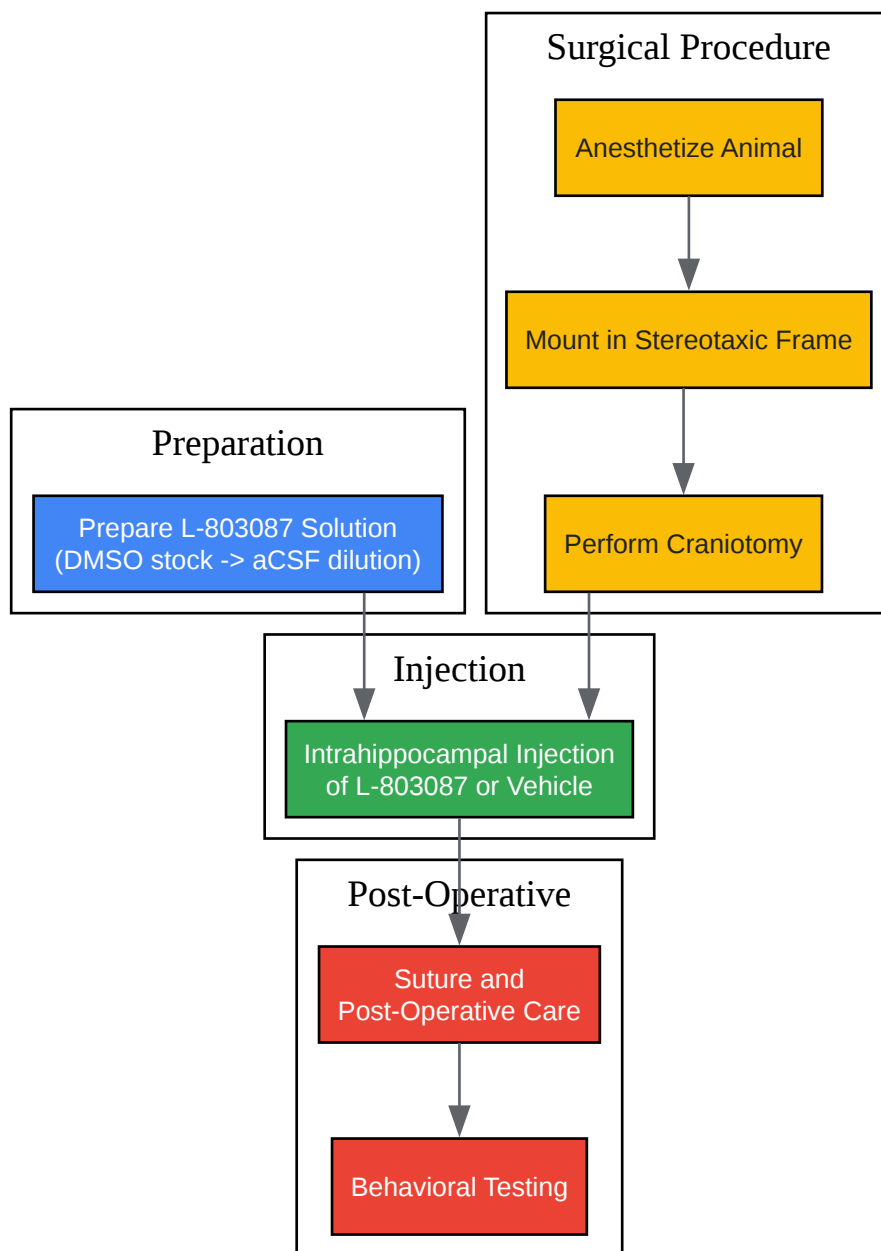 Surgical Procedure
Anesthetize Animal
Mount in Stereotaxic Frame
Perform Craniotomy
Preparation
Prepare L-803087 Solution
(DMSO stock -> aCSF dilution)
Injection
Intrahippocampal Injection
of L-803087 or Vehicle
Post-Operative
Suture and
Post-Operative Care
Behavioral Testing